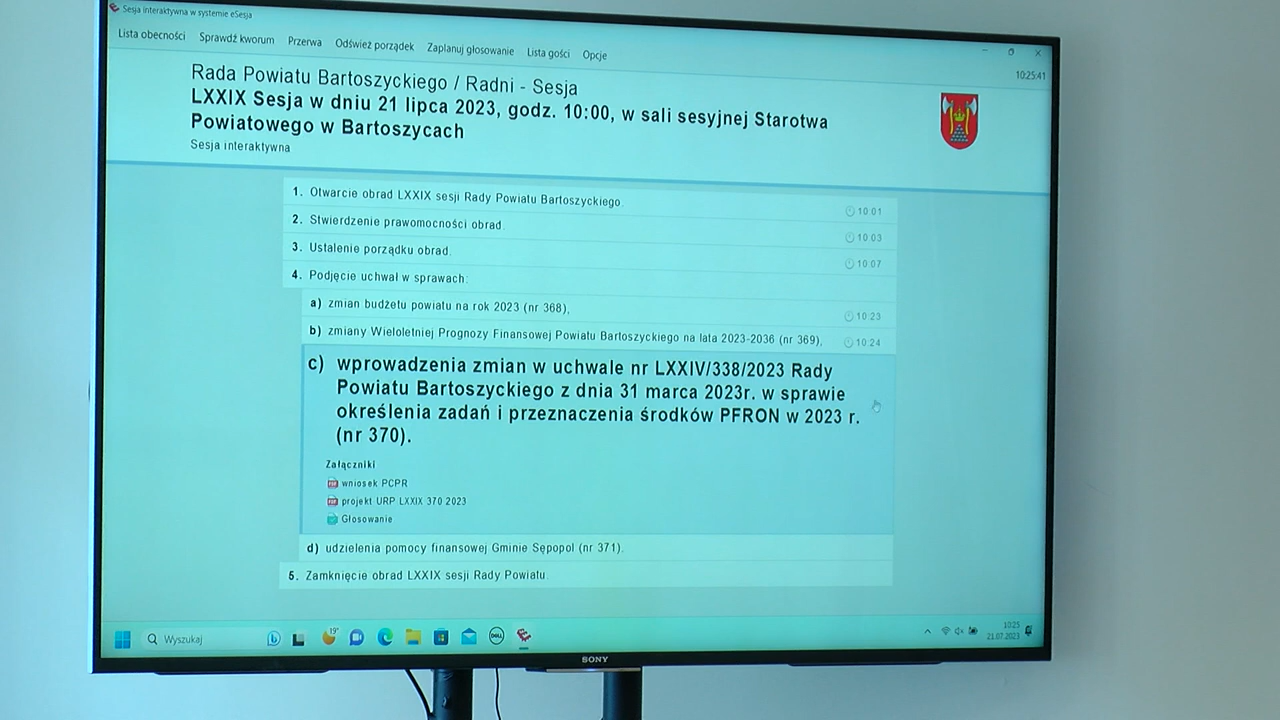 Sesja interaktywna w systemie eSesja
Lista obecności Sprawdź kworum Przerwa Odśwież porządek Zaplanuj głosowanie Lista gości Opcje
10:25:41
Rada Powiatu Bartoszyckiego / Radni - Sesja
LXXIX Sesja w dniu 21 lipca 2023, godz. 10:00, w sali sesyjnej Starotwa
Powiatowego w Bartoszycach
Sesja interaktywna
1. Otwarcie obrad LXXIX sesji Rady Powiatu Bartoszyckiego 10:01
2. Stwierdzenie prawomocności obrad. 10:03
3. Ustalenie porządku obrad. 10:07
4. Podjęcie uchwał w sprawach:
a) zmian budżetu powiatu na rok 2023 (nr 368), 10:23
b) zmiany Wieloletniej Prognozy Finansowej Powiatu Bartoszyckiego na lata 2023-2036 (nr 369), 10:24
c) wprowadzenia zmian w uchwale nr LXXIV/338/2023 Rady
Powiatu Bartoszyckiego z dnia 31 marca 2023r. w sprawie
określenia zadań i przeznaczenia środków PFRON w 2023 r.
(nr 370).
Załączniki
wniosek PCPR
projekt URP LXXIX 370 2023
Głosowanie
d) udzielenia pomocy finansowej Gminie Sępopol (nr 371).
5. Zamknięcie obrad LXXIX sesji Rady Powiatu
Wyszukaj
19°
DELL
10:25
21.07.2023
SONY